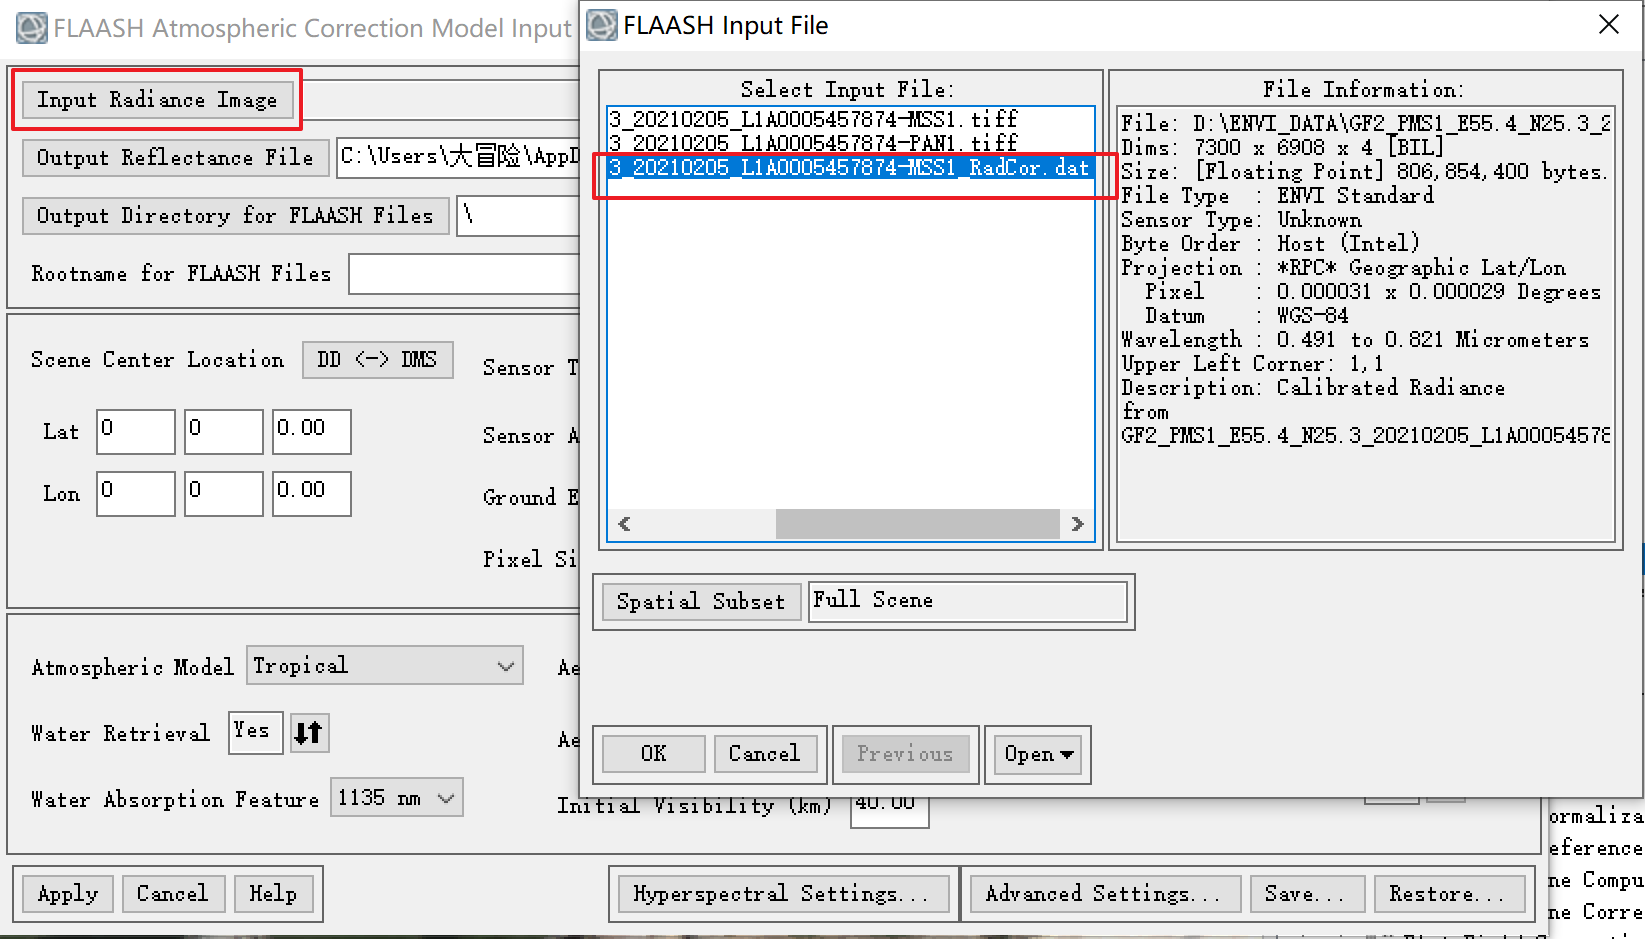 FLAASH Atmospheric Correction Model Input
Input Radiance Image
Output Reflectance File
C:\Users\大冒险\AppD
Output Directory for FLAASH Files
\
Rootname for FLAASH Files
Scene Center Location
DD <-> DMS
Lat
0
0
0.00
Lon
0
0
0.00
Sensor T
Sensor A
Ground E
Pixel Si
Atmospheric Model
Tropical
Water Retrieval
Yes
Water Absorption Feature
1135 nm
Ae
Ae
Initial Visibility (km)
40.00
Apply
Cancel
Help
Hyperspectral Settings...
Advanced Settings...
Save...
Restore...
FLAASH Input File
Select Input File:
3_20210205_L1A0005457874-MSS1.tiff
3_20210205_L1A0005457874-PAN1.tiff
3_20210205_L1A0005457874-MSS1_RadCor.dat
File Information:
File: D:\ENVI_DATA\GF2_PMS1_E55.4_N25.3_2
Dims: 7300 x 6908 x 4 [BIL]
Size: [Floating Point] 806,854,400 bytes.
File Type : ENVI Standard
Sensor Type: Unknown
Byte Order : Host (Intel)
Projection : *RPC* Geographic Lat/Lon
Pixel : 0.000031 x 0.000029 Degrees
Datum : WGS-84
Wavelength : 0.491 to 0.821 Micrometers
Upper Left Corner: 1,1
Description: Calibrated Radiance
from
GF2_PMS1_E55.4_N25.3_20210205_L1A00054578
Spatial Subset
Full Scene
OK
Cancel
Previous
Open
ormaliza
eference
ne Compu
ne Corre